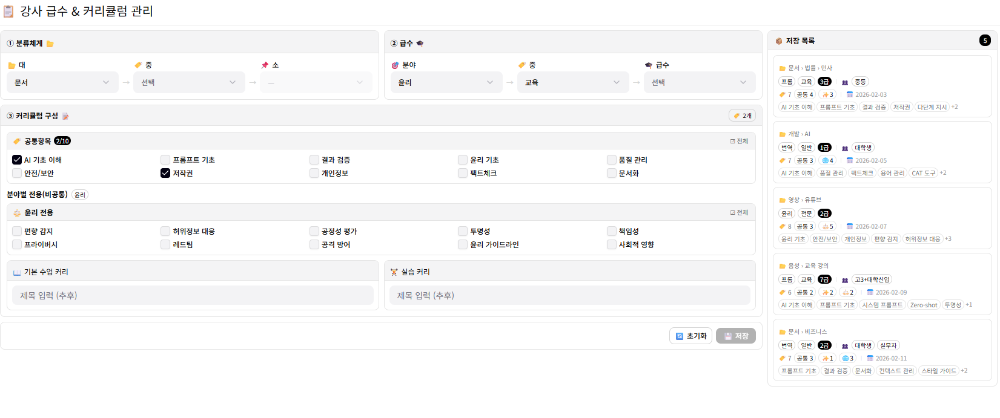 강사 급수 & 커리큘럼 관리
① 분류체계
대
중
소
문서
→
선택
→
—
② 급수
분야
중
급수
윤리
→
교육
→
선택
③ 커리큘럼 구성
2개
공통항목 2/10
전체
AI 기초 이해
프롬프트 기초
결과 검증
윤리 기초
품질 관리
안전/보안
저작권
개인정보
팩트체크
문서화
분야별 전용(비공통) 윤리
윤리 전용
전체
편향 감지
허위정보 대응
공정성 평가
투명성
책임성
프라이버시
레드팀
공격 방어
윤리 가이드라인
사회적 영향
기본 수업 커리
제목 입력 (추후)
실습 커리
제목 입력 (추후)
초기화
저장
저장 목록
5
문서 › 법률 › 민사
프롬 교육 3급 중등
7 공통 4 3 2026-02-03
AI 기초 이해 프롬프트 기초 결과 검증 저작권 다단계 지시 +2
개발 › AI
번역 일반 1급 대학생
7 공통 3 4 2026-02-05
AI 기초 이해 품질 관리 팩트체크 용어 관리 CAT 도구 +2
영상 › 유튜브
윤리 전문 2급
8 공통 3 5 2026-02-07
윤리 기초 안전/보안 개인정보 편향 감지 허위정보 대응 +3
음성 › 교육 강의
프롬 교육 7급 고3+대학신입
6 공통 2 2 2 2026-02-09
AI 기초 이해 프롬프트 기초 시스템 프롬프트 Zero-shot 투명성 +1
문서 › 비즈니스
번역 일반 2급 대학생 실무자
7 공통 3 1 3 2026-02-11
프롬프트 기초 결과 검증 문서화 컨텍스트 관리 스타일 가이드 +2